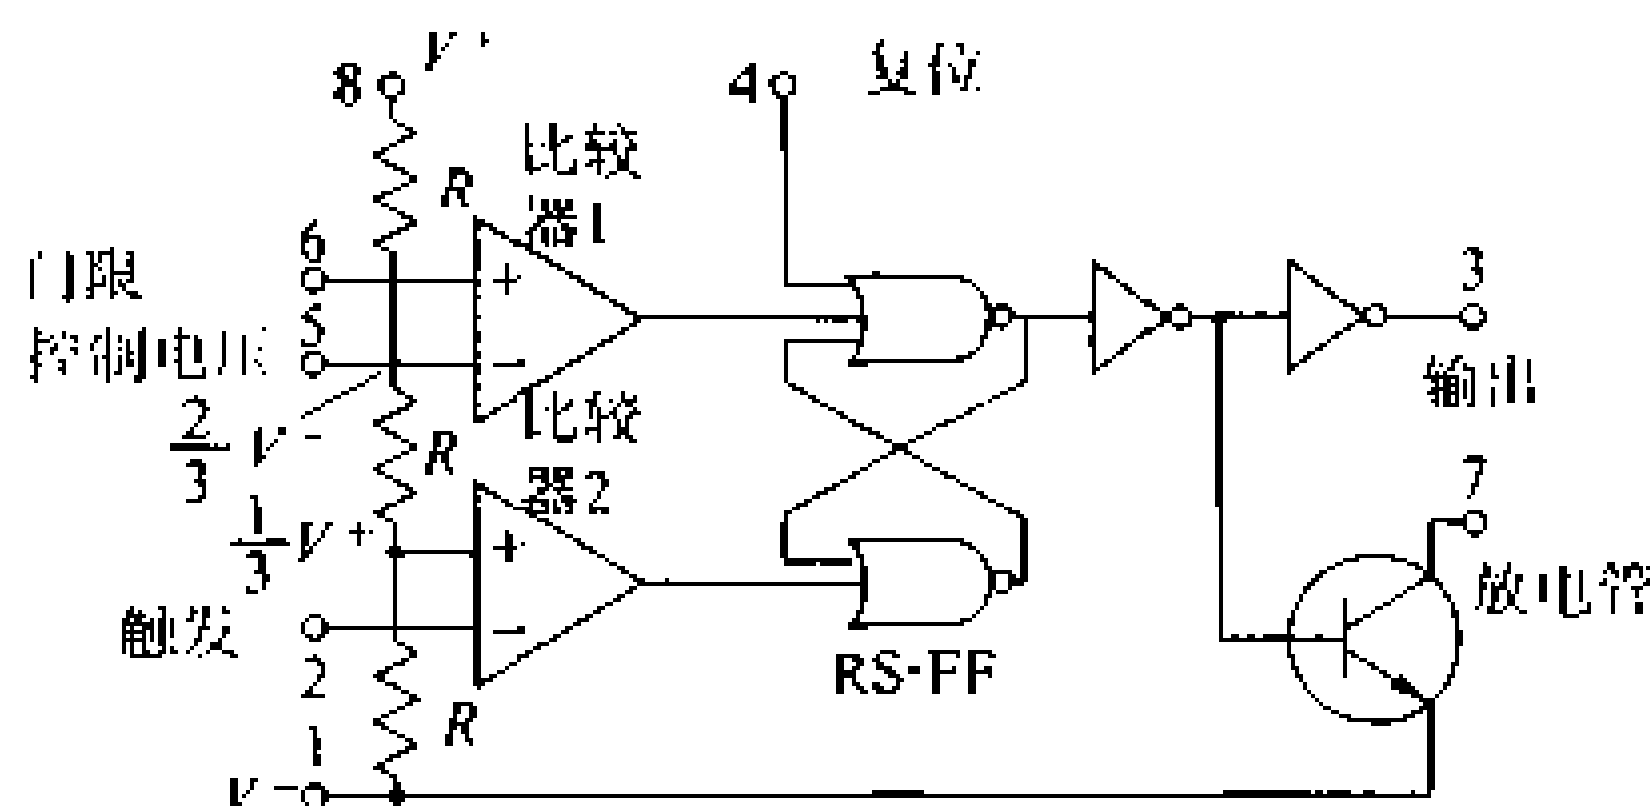 8 V+
4 复位
比较
器1
R
6
门限
5
控制电压
2/3 V-
R
比较
器2
1/3 V+
触发
2
R
1
V-
+
-
+
-
RS·FF
3
输出
7
放电管